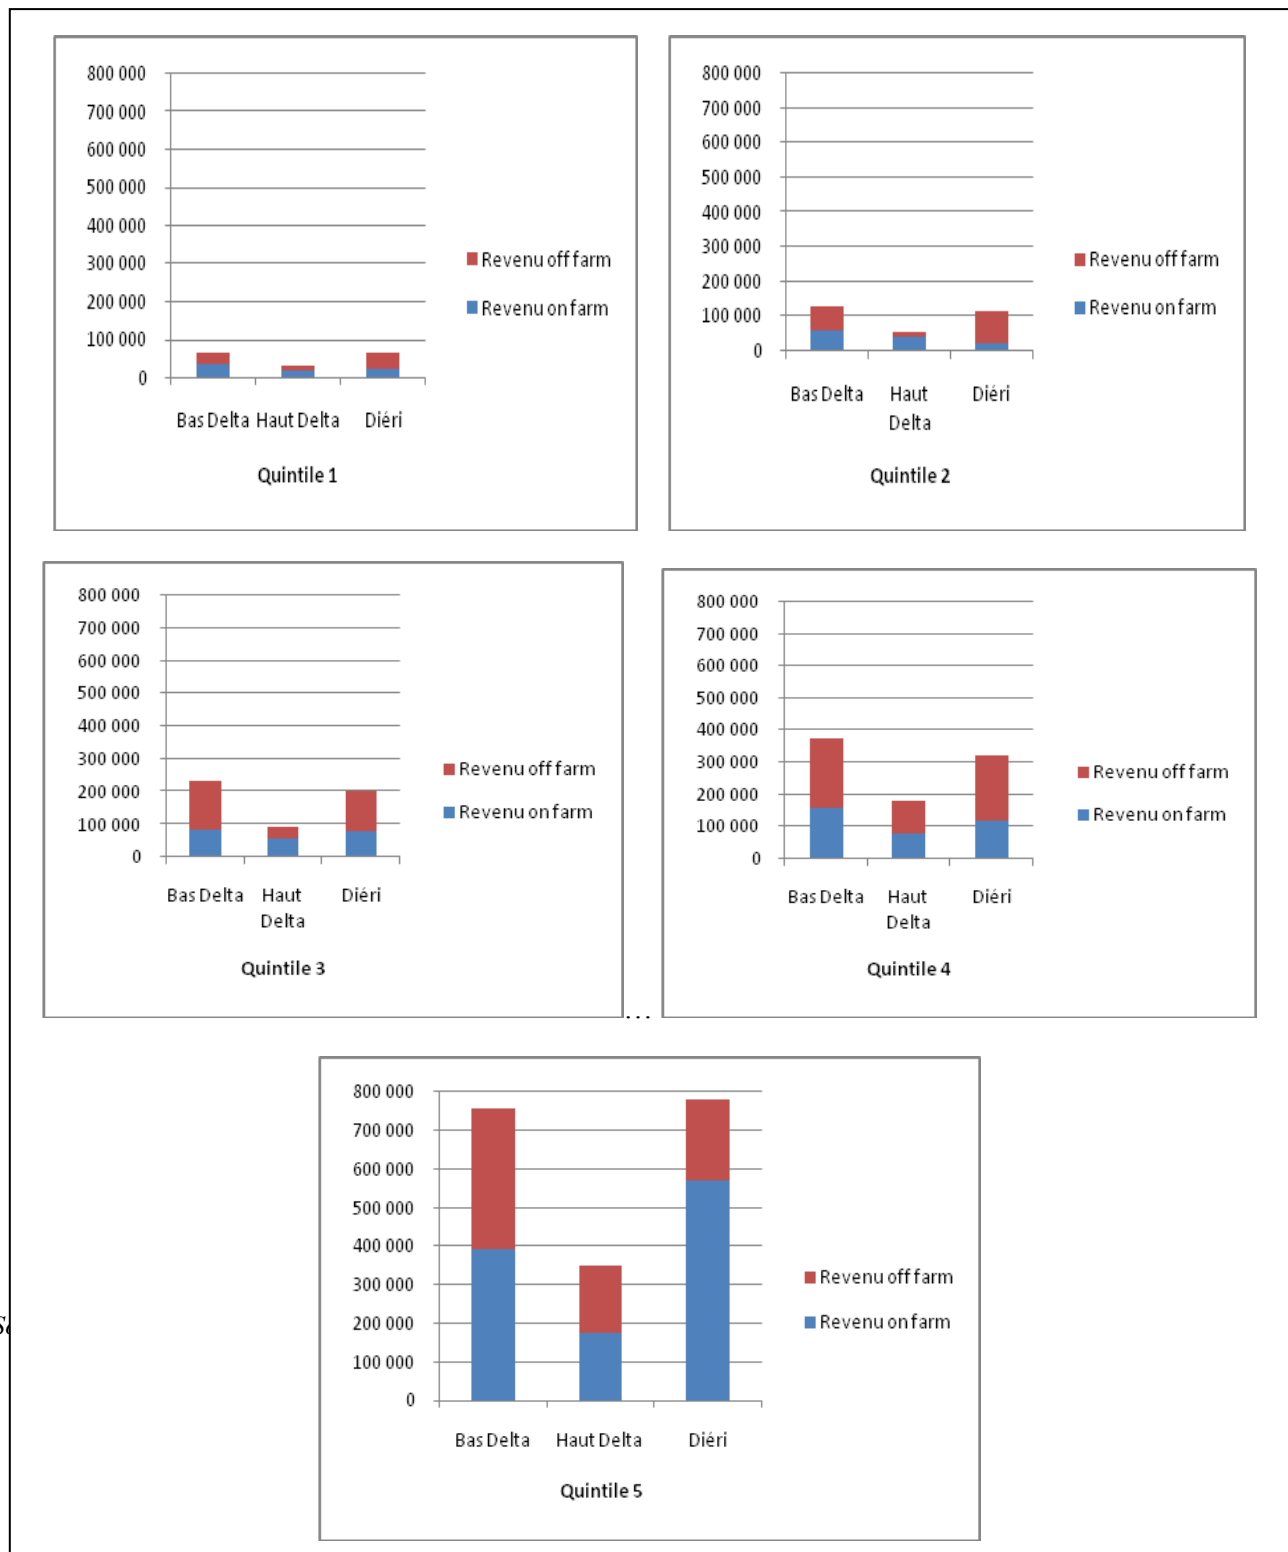 800 000
700 000
600 000
500 000
400 000
300 000
200 000
100 000
0
Bas Delta Haut Delta Diéri
Quintile 1
Revenu off farm
Revenu on farm
800 000
700 000
600 000
500 000
400 000
300 000
200 000
100 000
0
Bas Delta Haut Diéri
Delta
Quintile 2
Revenu off farm
Revenu on farm
800 000
700 000
600 000
500 000
400 000
300 000
200 000
100 000
0
Bas Delta Haut Diéri
Delta
Quintile 3
Revenu off farm
Revenu on farm
...
800 000
700 000
600 000
500 000
400 000
300 000
200 000
100 000
0
Bas Delta Haut Diéri
Delta
Quintile 4
Revenu off farm
Revenu on farm
800 000
700 000
600 000
500 000
400 000
300 000
200 000
100 000
0
Bas Delta Haut Delta Diéri
Quintile 5
Revenu off farm
Revenu on farm